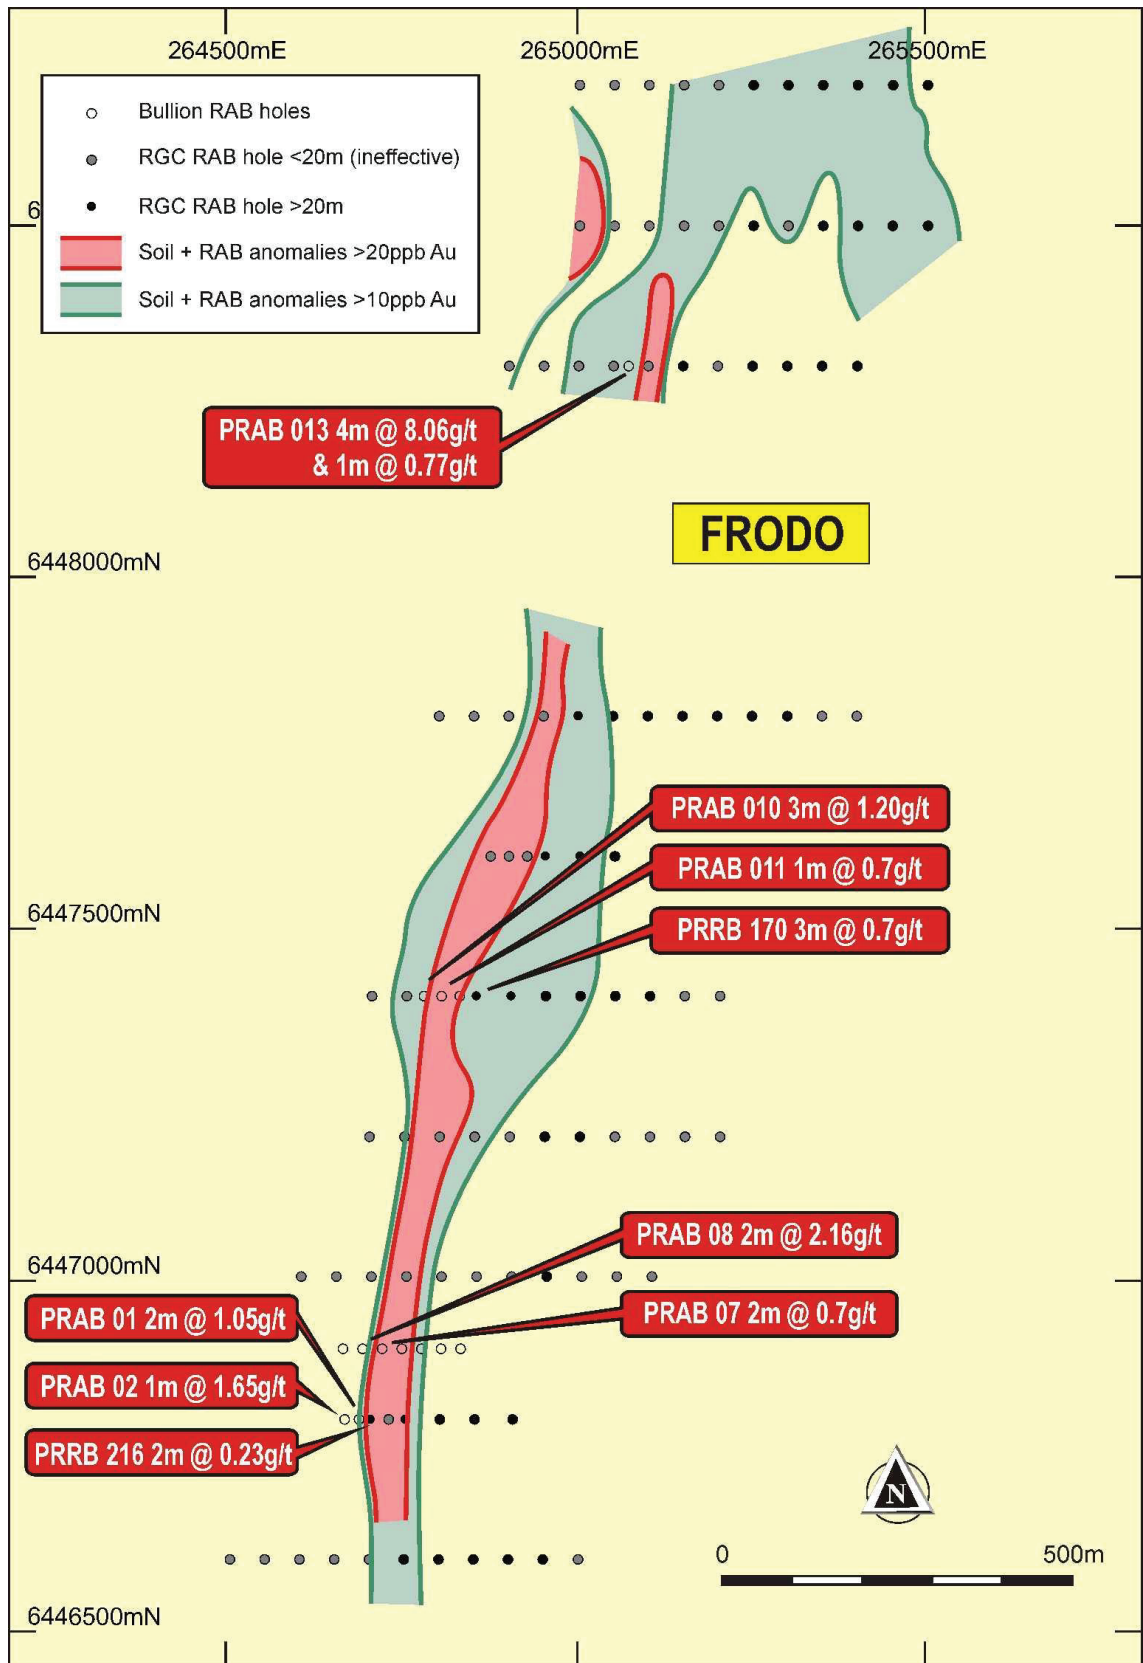 264500mE
265000mE
265500mE
Bullion RAB holes
RGC RAB hole <20m (ineffective)
RGC RAB hole >20m
6
Soil + RAB anomalies >20ppb Au
Soil + RAB anomalies >10ppb Au
PRAB 013 4m @ 8.06g/t
& 1m @ 0.77g/t
FRODO
6448000mN
PRAB 010 3m @ 1.20g/t
PRAB 011 1m @ 0.7g/t
6447500mN
PRRB 170 3m @ 0.7g/t
PRAB 08 2m @ 2.16g/t
6447000mN
PRAB 01 2m @ 1.05g/t
PRAB 07 2m @ 0.7g/t
PRAB 02 1m @ 1.65g/t
PRRB 216 2m @ 0.23g/t
N
0
500m
6446500mN